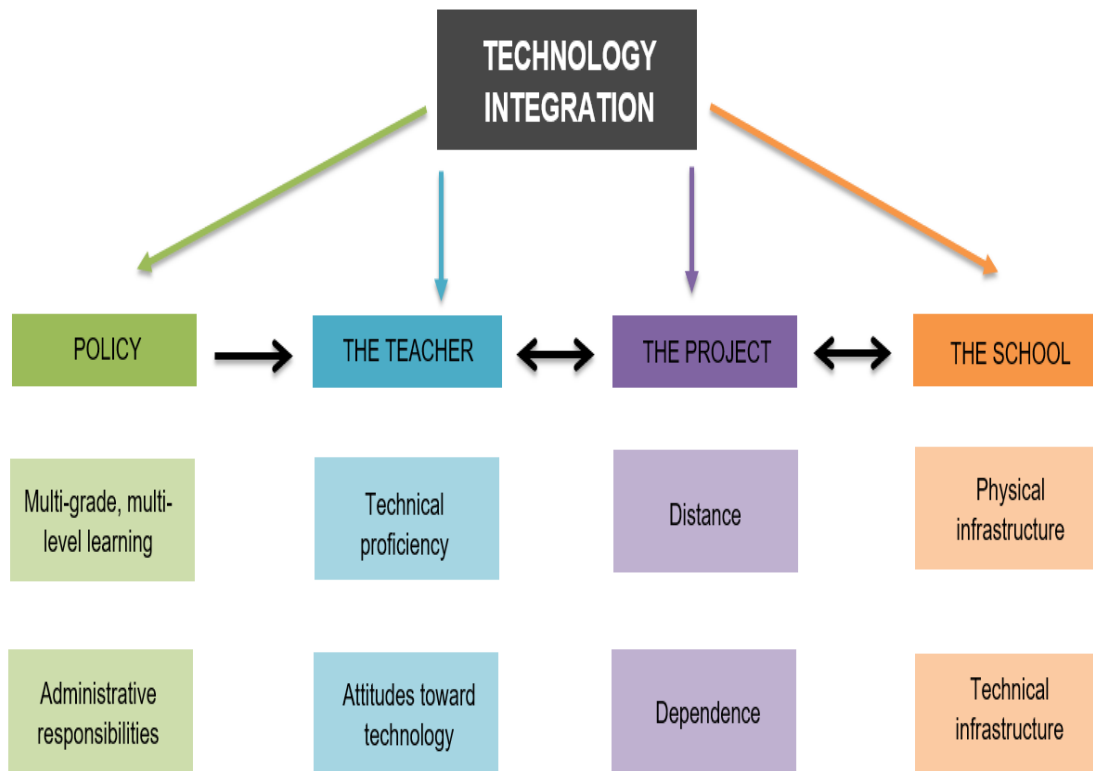 TECHNOLOGY
INTEGRATION
POLICY
THE TEACHER
THE PROJECT
THE SCHOOL
Multi-grade, multi-
level learning
Technical
proficiency
Distance
Physical
infrastructure
Administrative
responsibilities
Attitudes toward
technology
Dependence
Technical
infrastructure